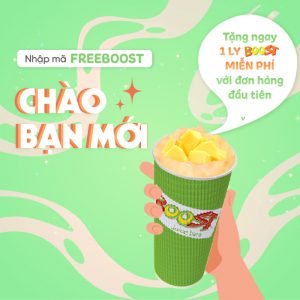 Nhập mã FREEBOOST
CHÀO
BẠN MỚI
Tặng ngay
1 LY BOOST
MIỄN PHÍ
với đơn hàng
đầu tiên
BOOST